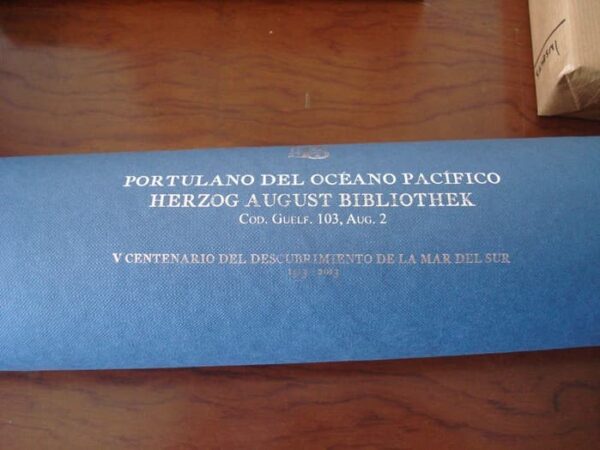 PORTULANO DEL OCÉANO PACÍFICO
HERZOG AUGUST BIBLIOTHEK
COD. GUELF. 103, AUG. 2
V CENTENARIO DEL DESCUBRIMIENTO DE LA MAR DEL SUR
1513 - 2013